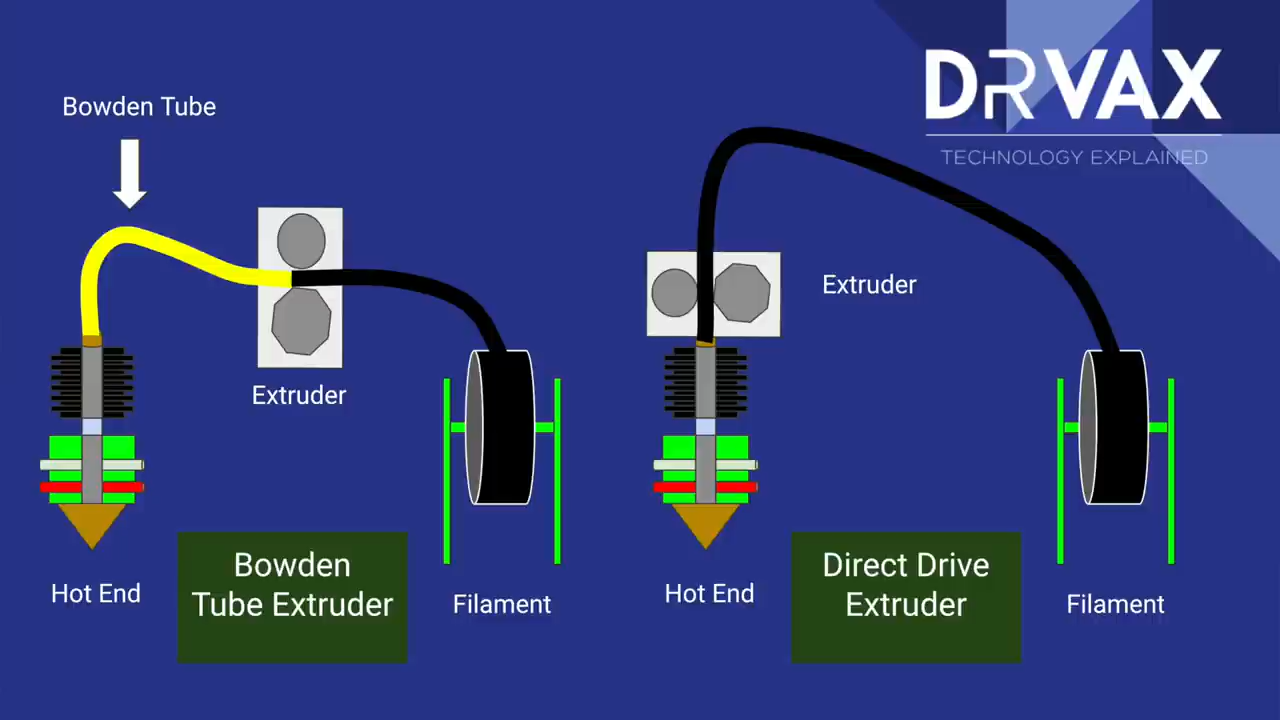 DRVAX
TECHNOLOGY EXPLAINED
Bowden Tube
Extruder
Hot End
Bowden
Tube Extruder
Filament
Extruder
Hot End
Direct Drive
Extruder
Filament